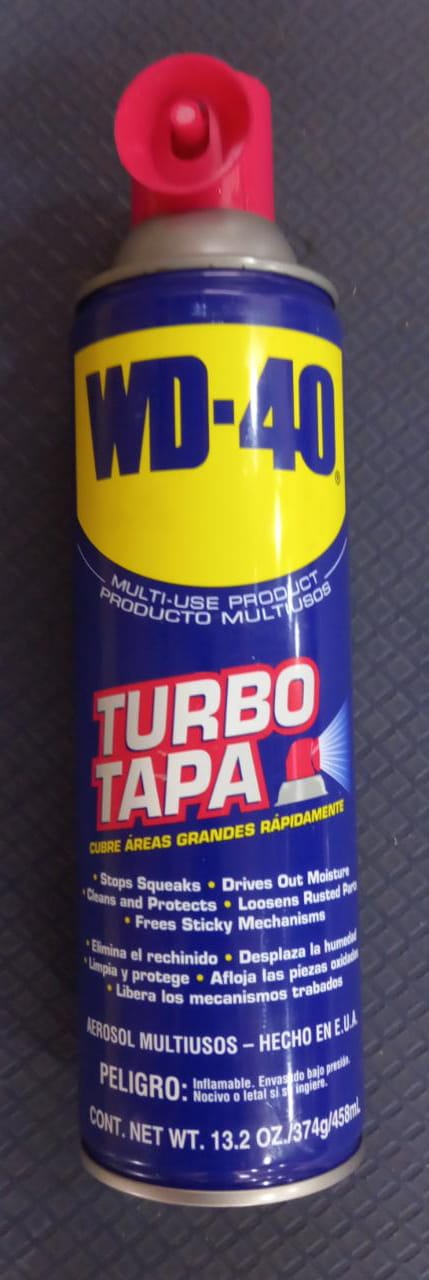 WD-40®
MULTI-USE PRODUCT
PRODUCTO MULTIUSOS
TURBO
TAPA
CUBRE ÁREAS GRANDES RÁPIDAMENTE
• Stops Squeaks • Drives Out Moisture
• Cleans and Protects • Loosens Rusted Parts
• Frees Sticky Mechanisms
• Elimina el rechinido • Desplaza la humedad
• Limpia y protege • Afloja las piezas oxidadas
• Libera los mecanismos trabados
AEROSOL MULTIUSOS – HECHO EN E.U.A.
PELIGRO: Inflamable. Envasado bajo presión.
Nocivo o letal si se ingiere.
CONT. NET WT. 13.2 OZ./374g/458mL